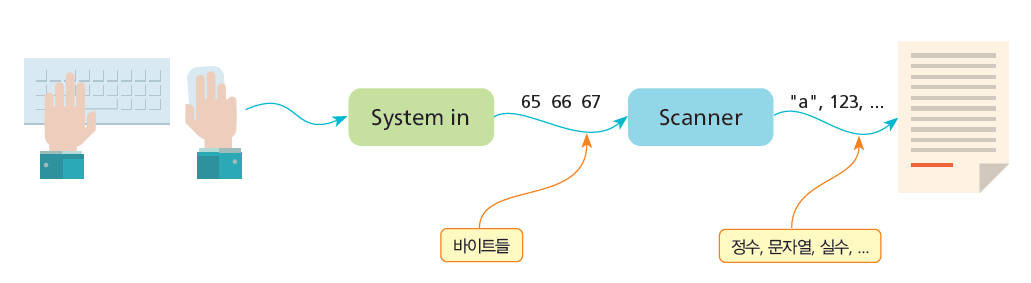 System in
65 66 67
Scanner
"a", 123, ...
바이트들
정수, 문자열, 실수, ...